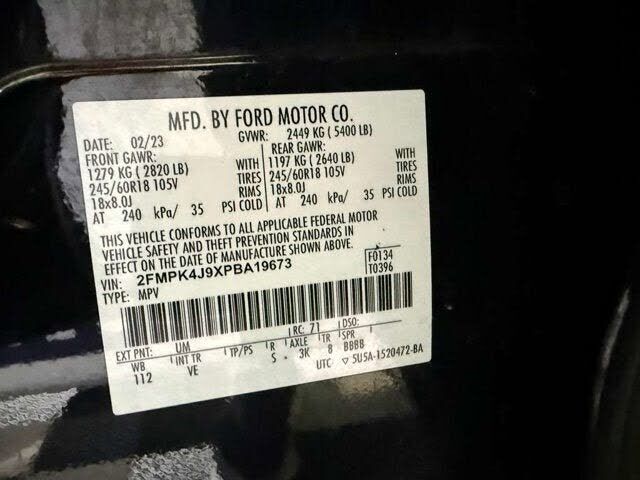 MFD. BY FORD MOTOR CO.
DATE: 02/23 GVWR: 2449 KG ( 5400 LB)
FRONT GAWR: REAR GAWR:
1279 KG ( 2820 LB) WITH 1197 KG ( 2640 LB) WITH
245/60R18 105V TIRES 245/60R18 105V TIRES
18x8.0J RIMS 18x8.0J RIMS
AT 240 kPa/ 35 PSI COLD AT 240 kPa/ 35 PSI COLD
THIS VEHICLE CONFORMS TO ALL APPLICABLE FEDERAL MOTOR
VEHICLE SAFETY AND THEFT PREVENTION STANDARDS IN
EFFECT ON THE DATE OF MANUFACTURE SHOWN ABOVE.
VIN: 2FMPK4J9XPBA19673 F0134
TYPE: MPV T0396
EXT PNT: UM RC: 71 DSO:
WB INT TR TP/PS R AXLE TR SPR
112 VE S - 3K 8 BBBB
UTC ▽ 5U5A-1520472-BA